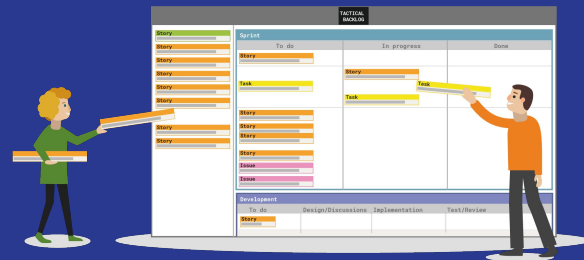 TACTICAL
BACKLOG
Story
Story
Story
Story
Story
Story
Story
Story
Sprint
To do
In progress
Done
Story
Story
Task
Task
Task
Story
Story
Story
Story
Issue
Issue
Development
To do
Design/Discussions
Implementation
Test/Review
Story